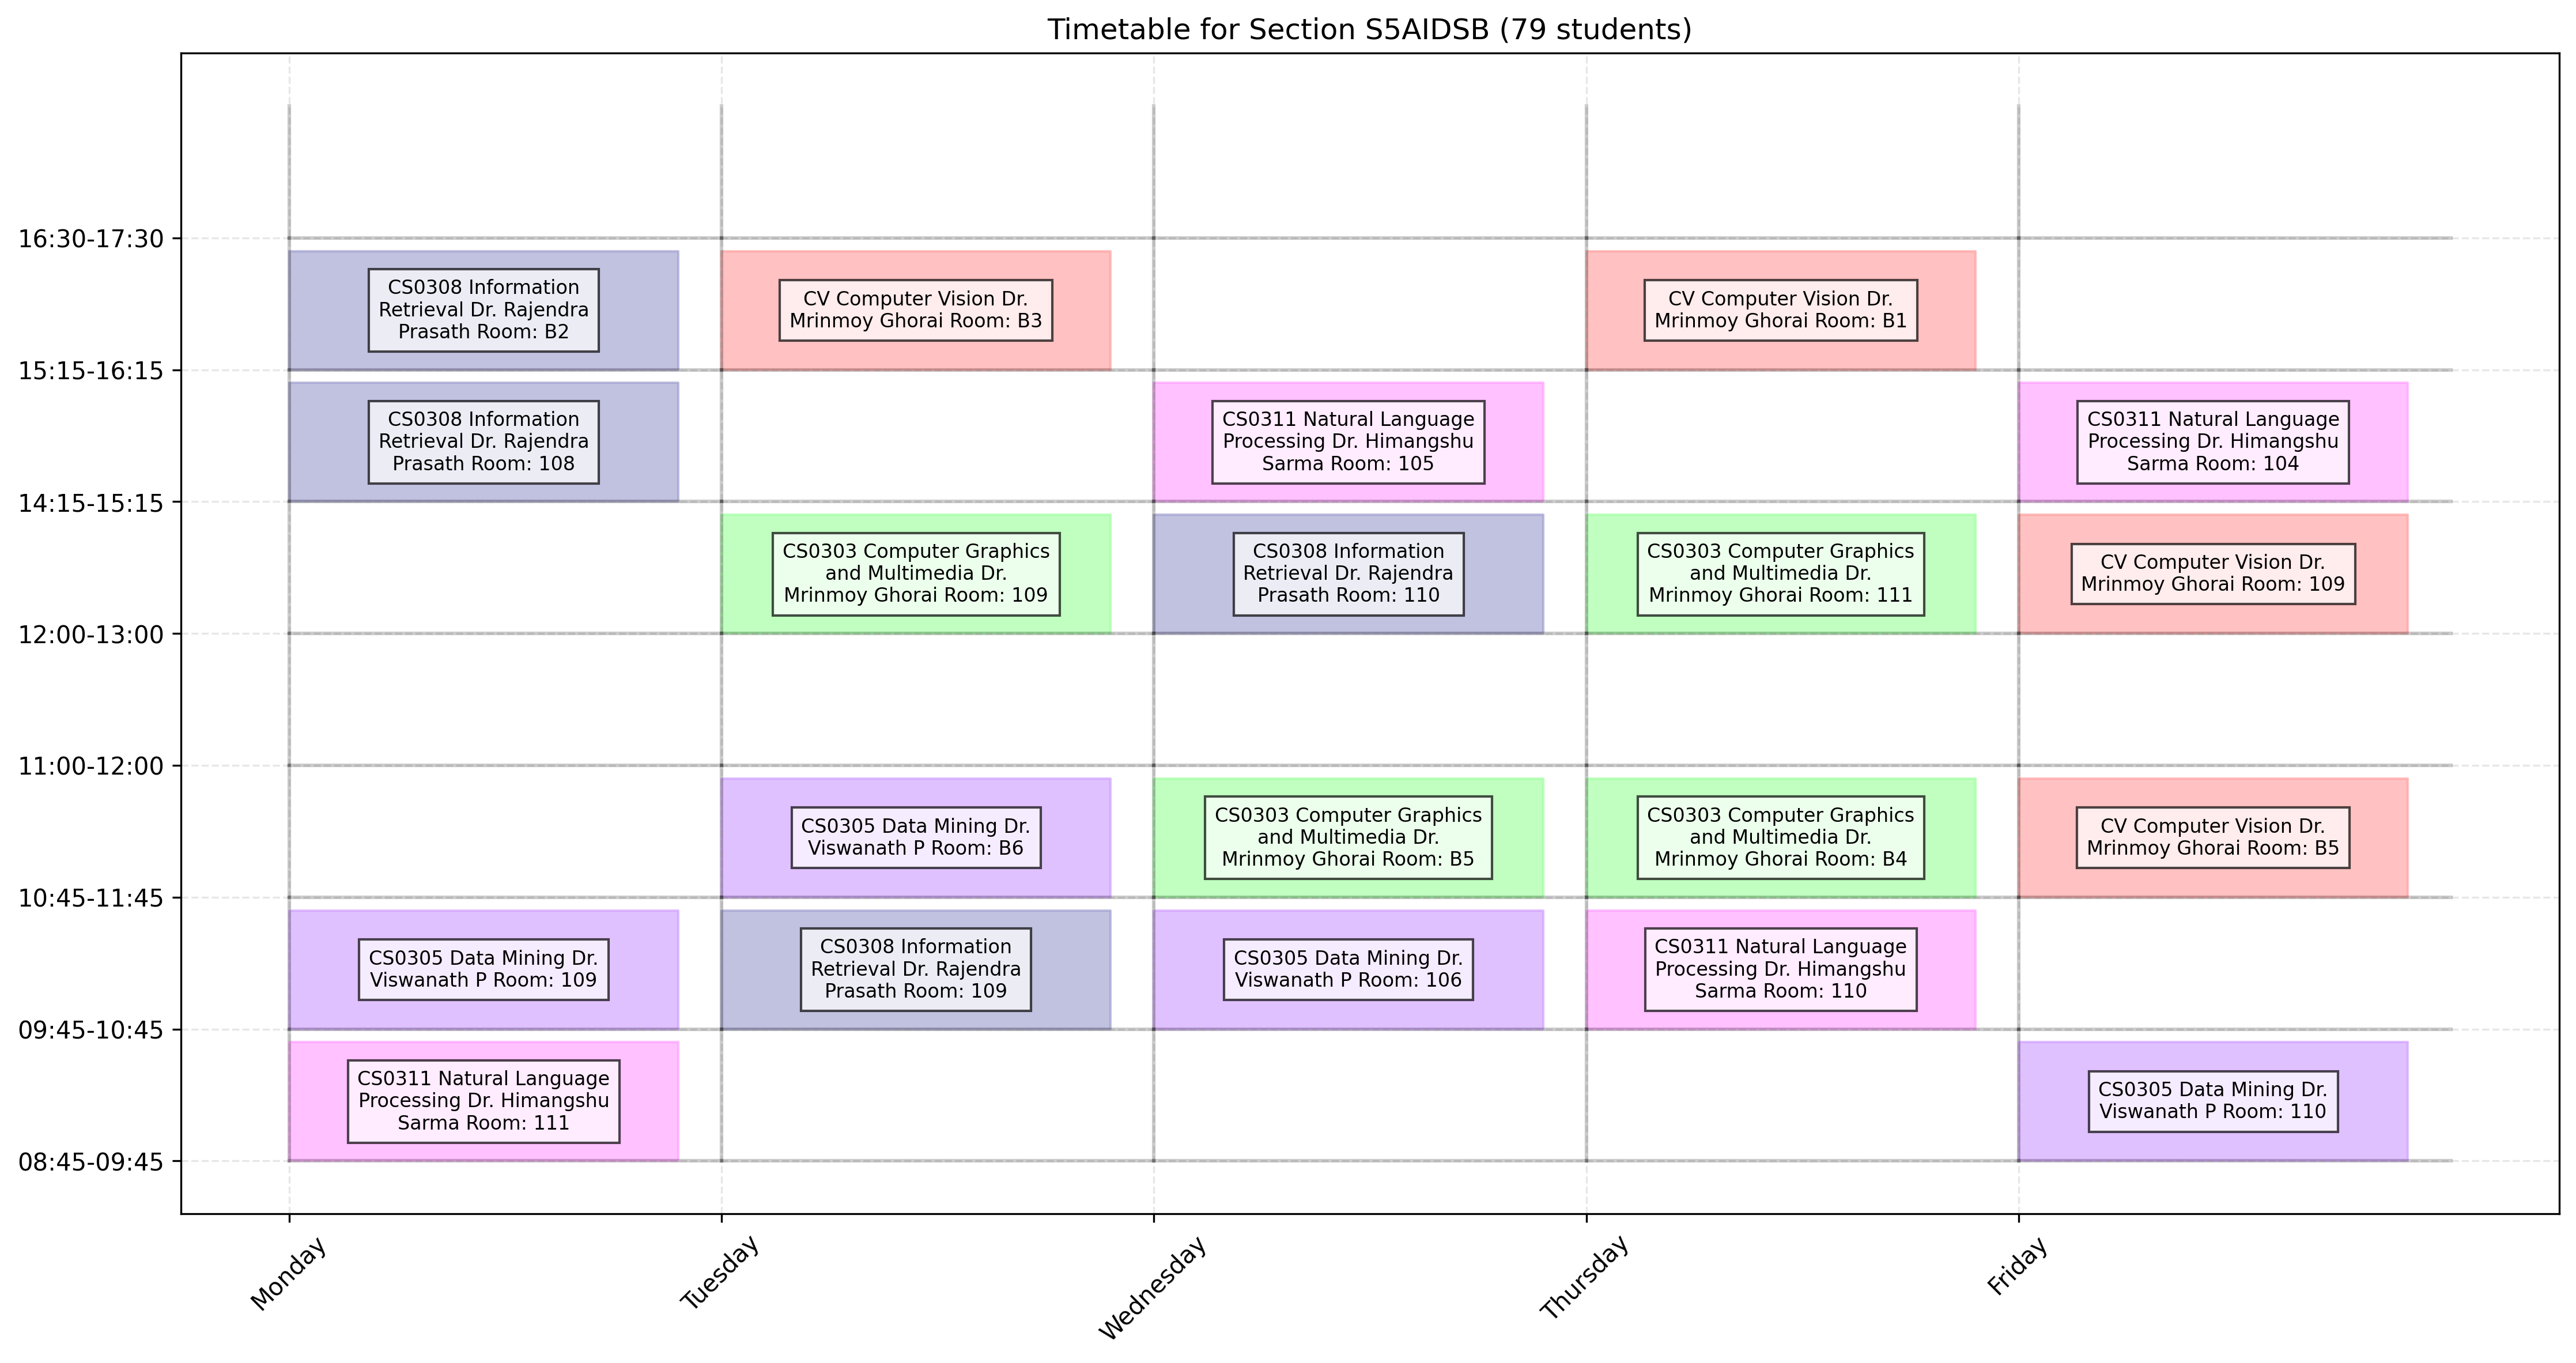 Timetable for Section S5AIDSB (79 students)
16:30-17:30
CS0308 Information
Retrieval Dr. Rajendra
Prasath Room: B2
CV Computer Vision Dr.
Mrinmoy Ghorai Room: B3
CV Computer Vision Dr.
Mrinmoy Ghorai Room: B1
15:15-16:15
CS0308 Information
Retrieval Dr. Rajendra
Prasath Room: 108
CS0311 Natural Language
Processing Dr. Himangshu
Sarma Room: 105
CS0311 Natural Language
Processing Dr. Himangshu
Sarma Room: 104
14:15-15:15
CS0303 Computer Graphics
and Multimedia Dr.
Mrinmoy Ghorai Room: 109
CS0308 Information
Retrieval Dr. Rajendra
Prasath Room: 110
CS0303 Computer Graphics
and Multimedia Dr.
Mrinmoy Ghorai Room: 111
CV Computer Vision Dr.
Mrinmoy Ghorai Room: 109
12:00-13:00
11:00-12:00
CS0305 Data Mining Dr.
Viswanath P Room: B6
CS0303 Computer Graphics
and Multimedia Dr.
Mrinmoy Ghorai Room: B5
CS0303 Computer Graphics
and Multimedia Dr.
Mrinmoy Ghorai Room: B4
CV Computer Vision Dr.
Mrinmoy Ghorai Room: B5
10:45-11:45
CS0305 Data Mining Dr.
Viswanath P Room: 109
CS0308 Information
Retrieval Dr. Rajendra
Prasath Room: 109
CS0305 Data Mining Dr.
Viswanath P Room: 106
CS0311 Natural Language
Processing Dr. Himangshu
Sarma Room: 110
09:45-10:45
CS0311 Natural Language
Processing Dr. Himangshu
Sarma Room: 111
CS0305 Data Mining Dr.
Viswanath P Room: 110
08:45-09:45
Monday
Tuesday
Wednesday
Thursday
Friday